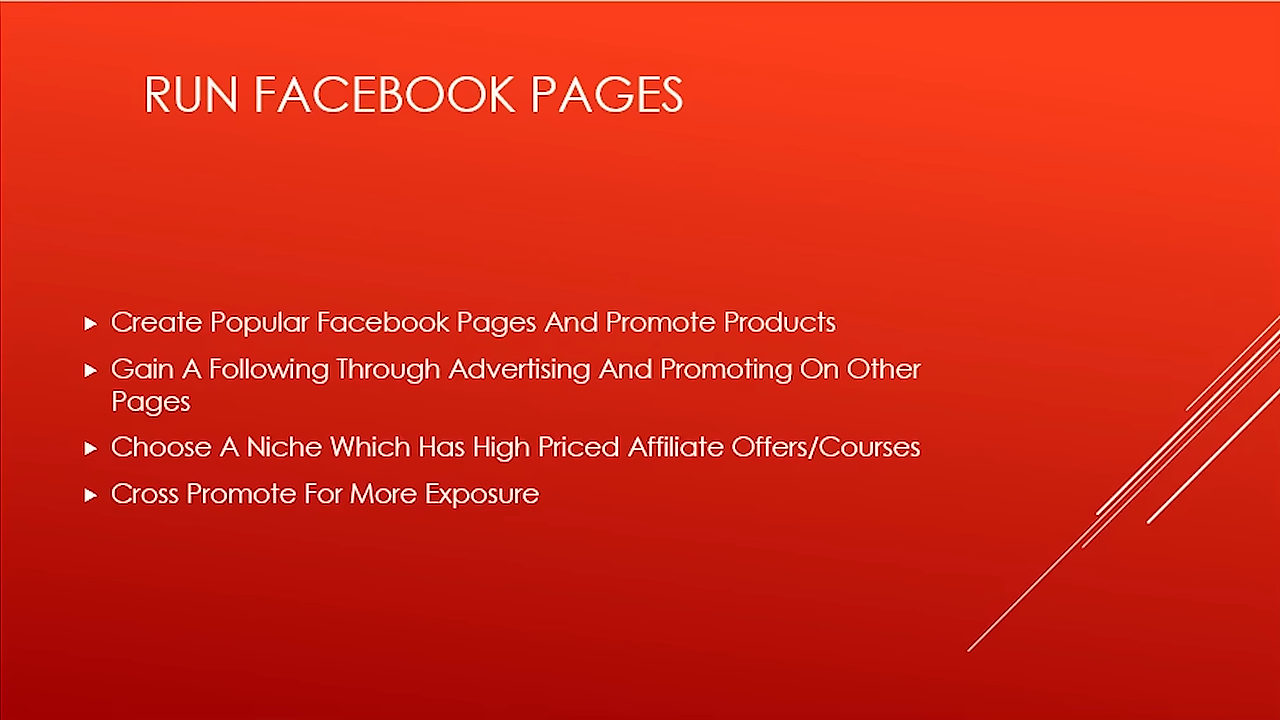 RUN FACEBOOK PAGES
Create Popular Facebook Pages And Promote Products
Gain A Following Through Advertising And Promoting On Other
Pages
Choose A Niche Which Has High Priced Affiliate Offers/Courses
Cross Promote For More Exposure